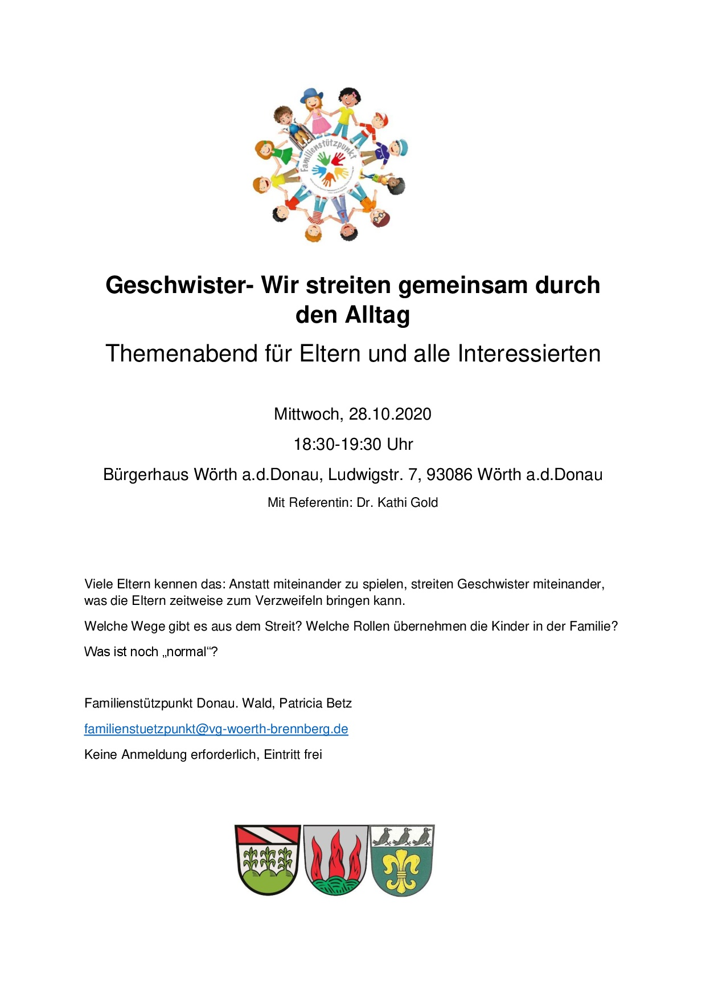 Familienstützpunkt
Geschwister- Wir streiten gemeinsam durch
den Alltag
Themenabend für Eltern und alle Interessierten
Mittwoch, 28.10.2020
18:30-19:30 Uhr
Bürgerhaus Wörth a.d.Donau, Ludwigstr. 7, 93086 Wörth a.d.Donau
Mit Referentin: Dr. Kathi Gold
Viele Eltern kennen das: Anstatt miteinander zu spielen, streiten Geschwister miteinander,
was die Eltern zeitweise zum Verzweifeln bringen kann.
Welche Wege gibt es aus dem Streit? Welche Rollen übernehmen die Kinder in der Familie?
Was ist noch „normal“?
Familienstützpunkt Donau. Wald, Patricia Betz
familienstuetzpunkt@vg-woerth-brennberg.de
Keine Anmeldung erforderlich, Eintritt frei